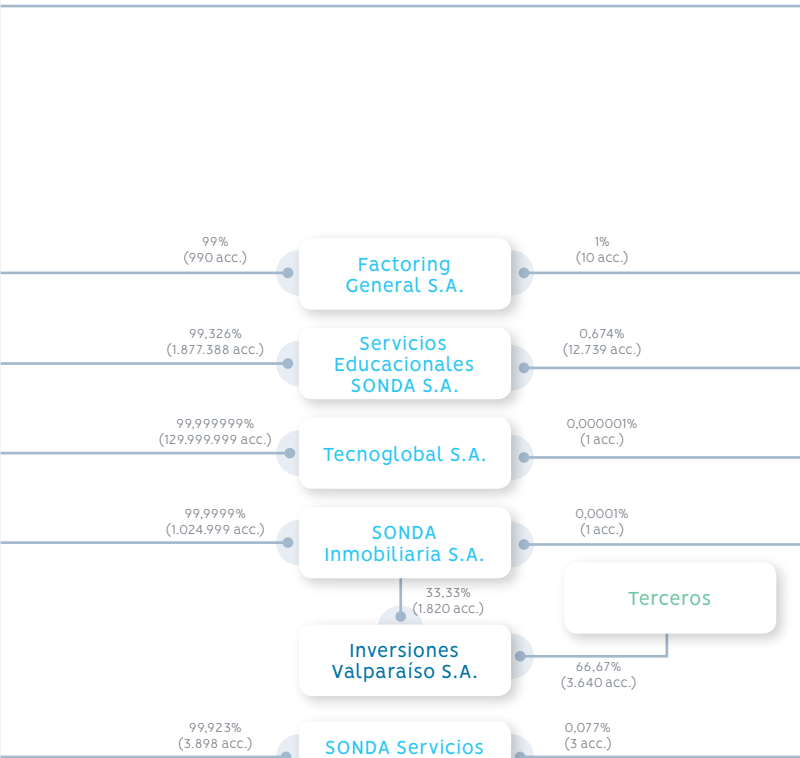 99%
(990 acc.)
Factoring
General S.A.
1%
(10 acc.)
99,326%
(1.877.388 acc.)
Servicios
Educacionales
SONDA S.A.
0,674%
(12.739 acc.)
99,999999%
(129.999.999 acc.)
Tecnoglobal S.A.
0,000001%
(1 acc.)
99,9999%
(1.024.999 acc.)
SONDA
Inmobiliaria S.A.
0,0001%
(1 acc.)
33,33%
(1.820 acc.)
Terceros
Inversiones
Valparaíso S.A.
66,67%
(3.640 acc.)
99,923%
(3.898 acc.)
SONDA Servicios
0,077%
(3 acc.)